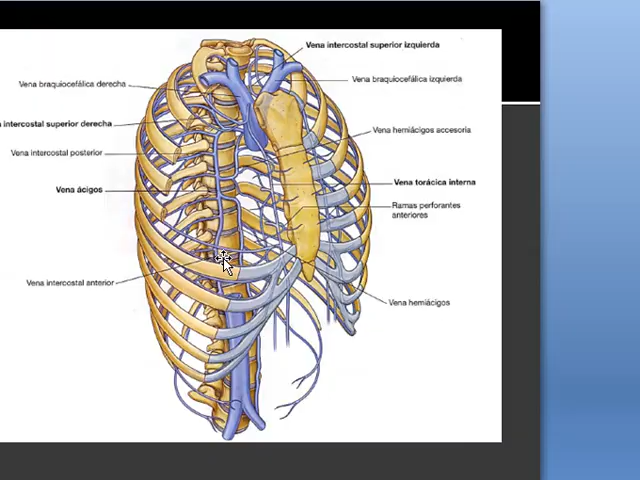 Vena intercostal superior izquierda
Vena braquiocefálica derecha
Vena braquiocefálica izquierda
intercostal superior derecha
Vena hemiácigos accesoria
Vena intercostal posterior
Vena ácigos
Vena torácica interna
Ramas perforantes
anteriores
Vena intercostal anterior
Vena hemiácigos